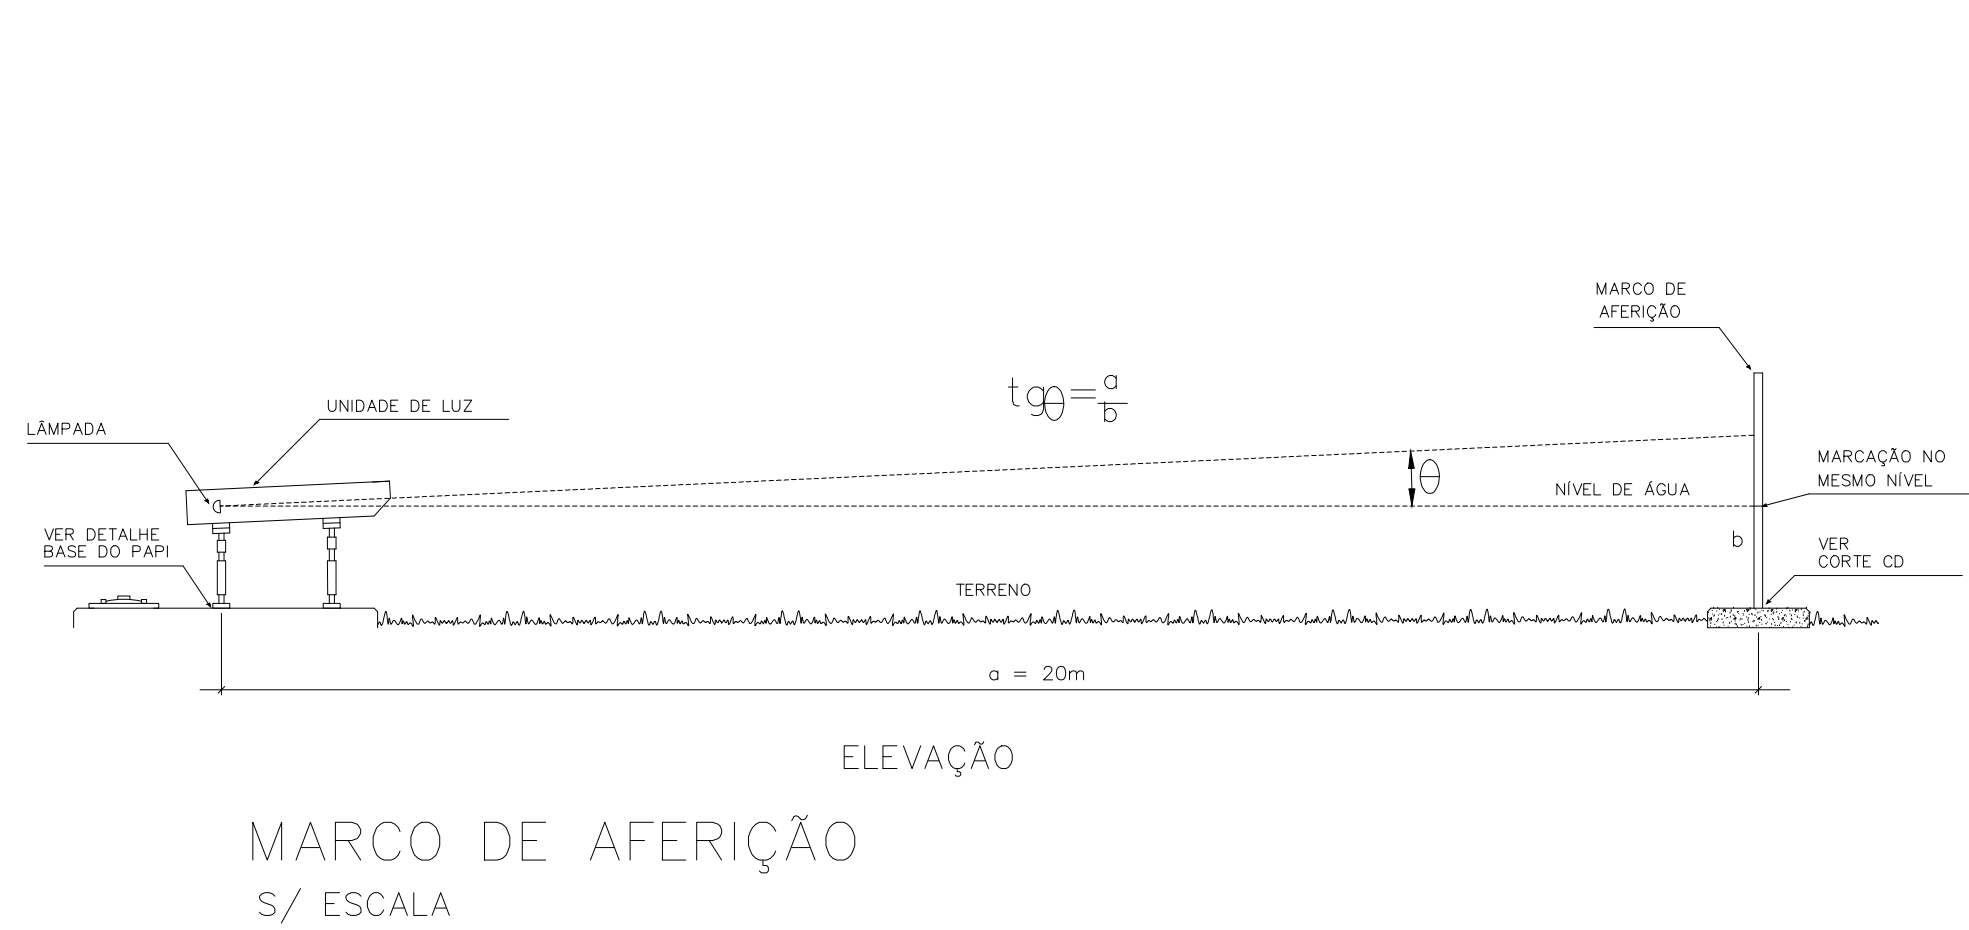 MARCO DE
AFERIÇÃO
tgθ=a/b
UNIDADE DE LUZ
LÂMPADA
MARCAÇÃO NO
MESMO NÍVEL
θ
NÍVEL DE ÁGUA
VER DETALHE
BASE DO PAPI
b
VER
CORTE CD
TERRENO
a = 20m
ELEVAÇÃO
MARCO DE AFERIÇÃO
S/ ESCALA